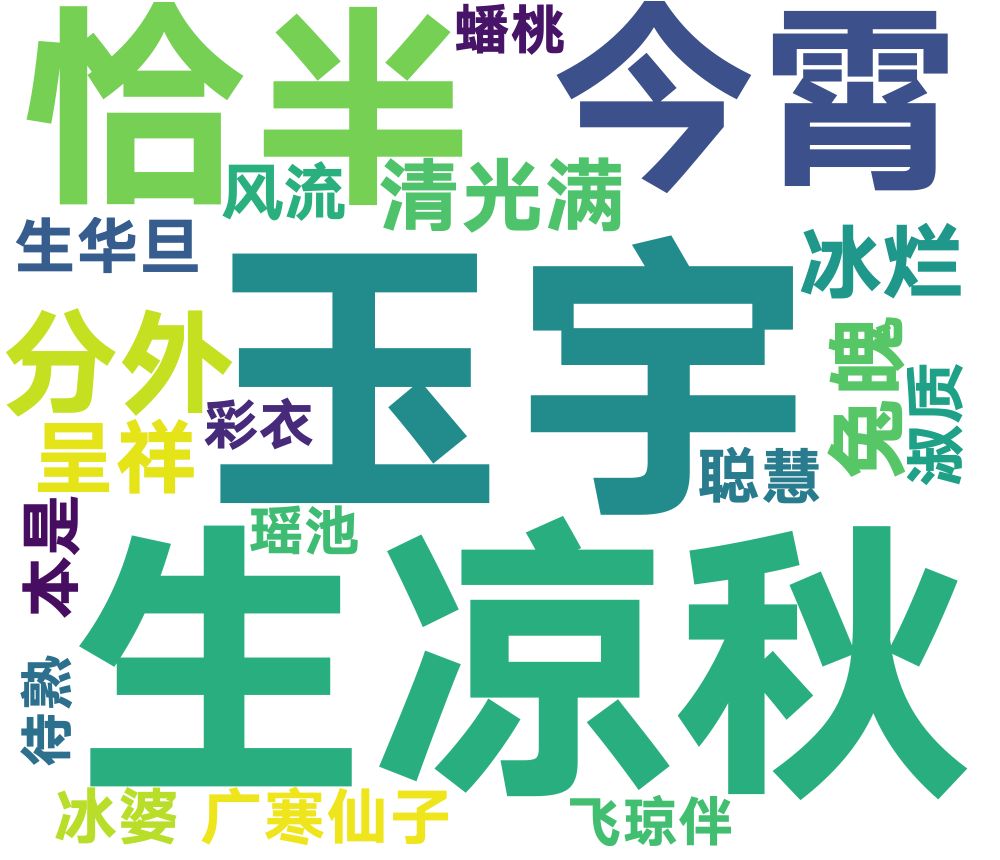 恰半
蟠桃
今霄
风流
清光满
生华旦
玉宇
冰烂
分外
兔魄
淑质
彩衣
呈祥
聪慧
本是
瑶池
生凉秋
待熟
冰婆
广寒仙子
飞琼伴